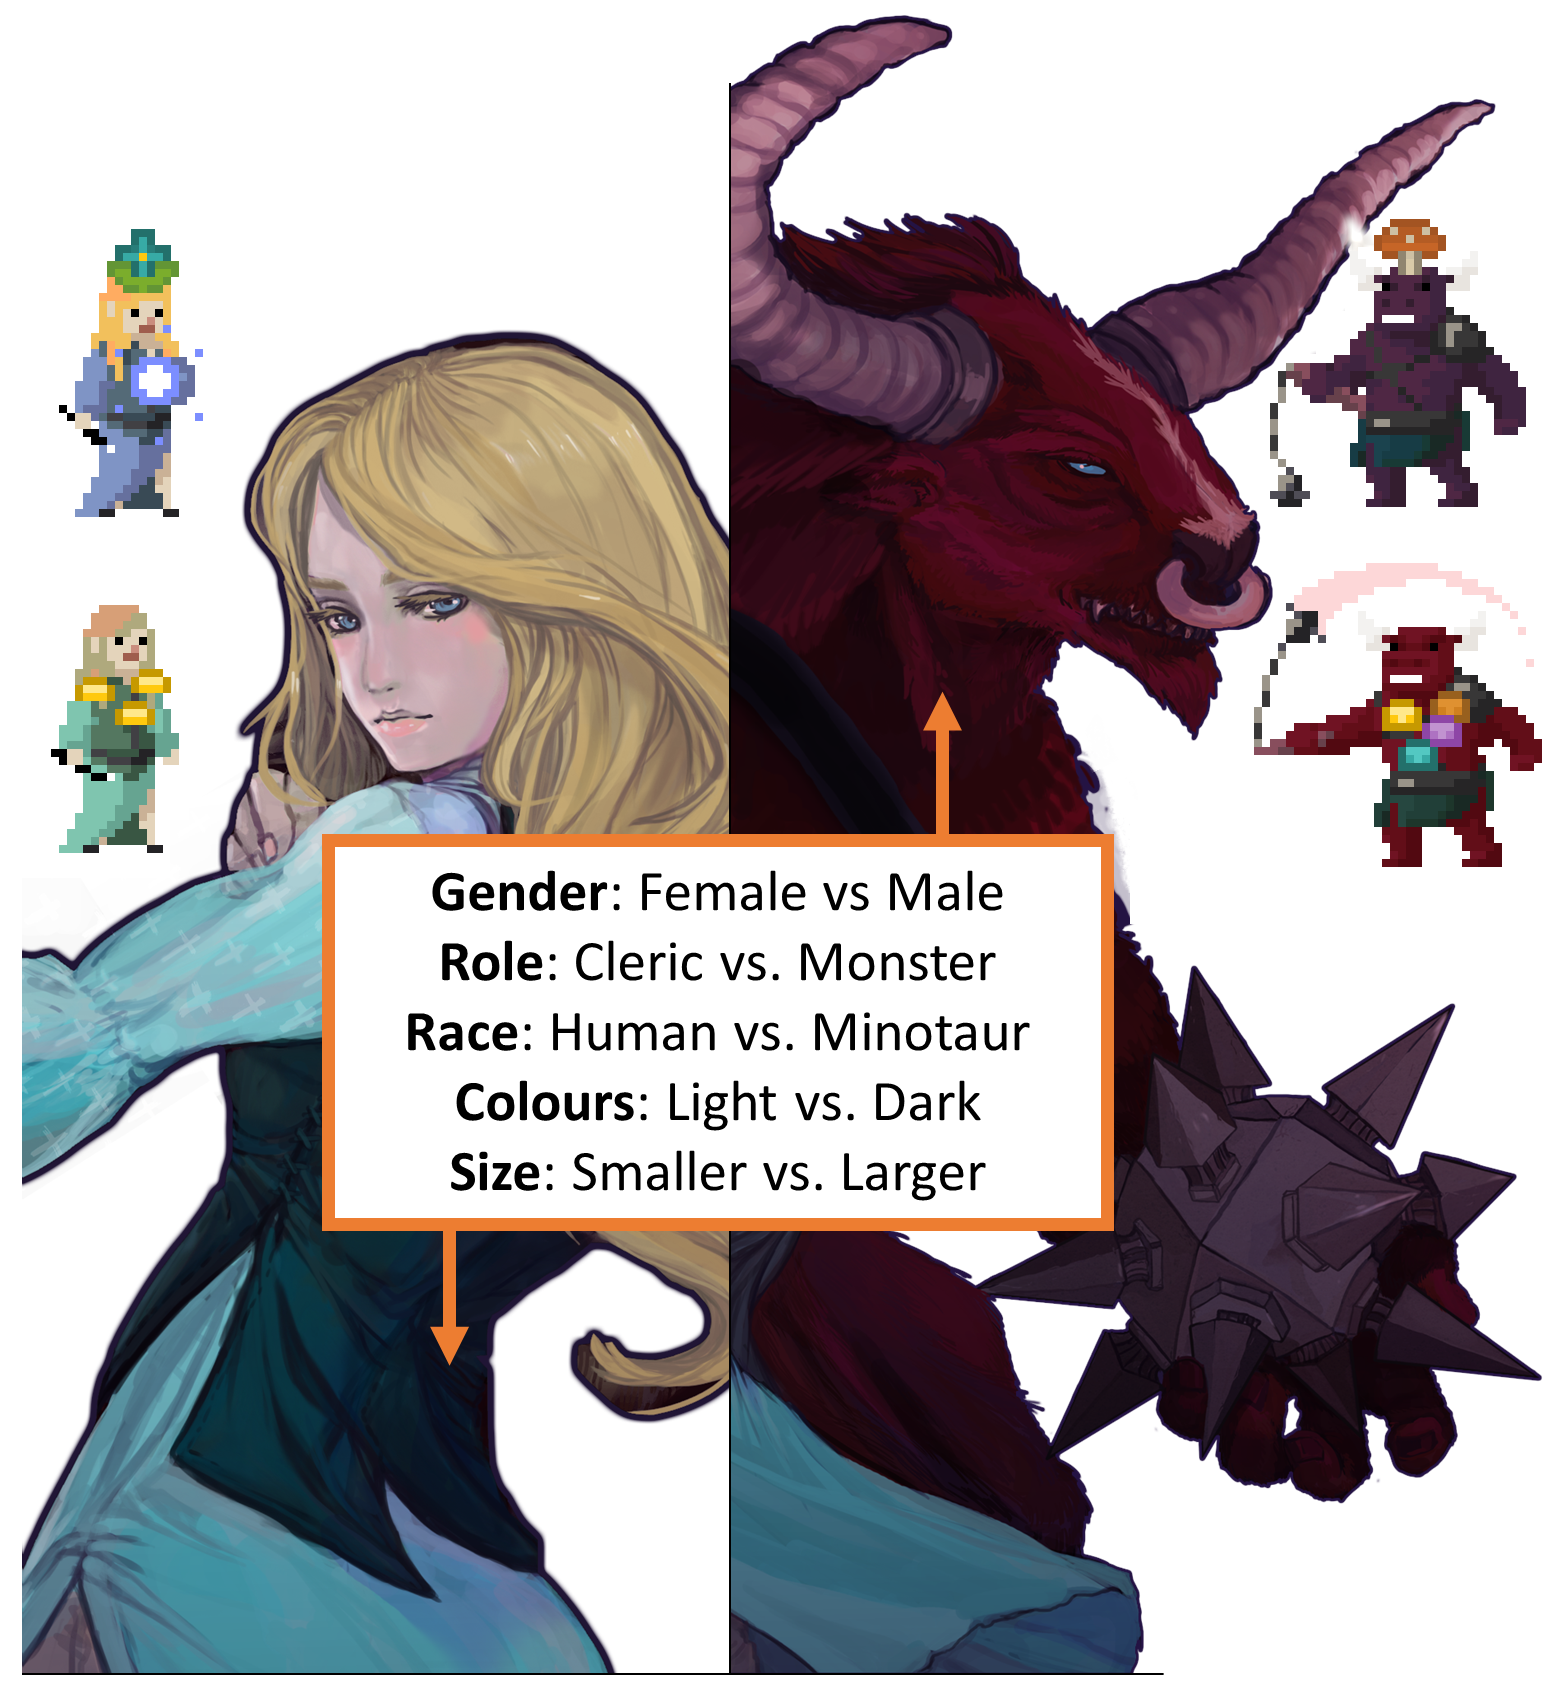 Gender: Female vs Male
Role: Cleric vs. Monster
Race: Human vs. Minotaur
Colours: Light vs. Dark
Size: Smaller vs. Larger